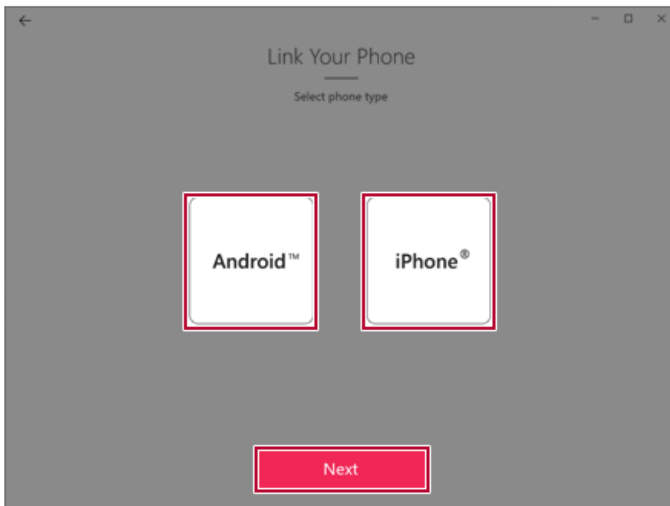 Link Your Phone
Select phone type
Android™
iPhone®
Next